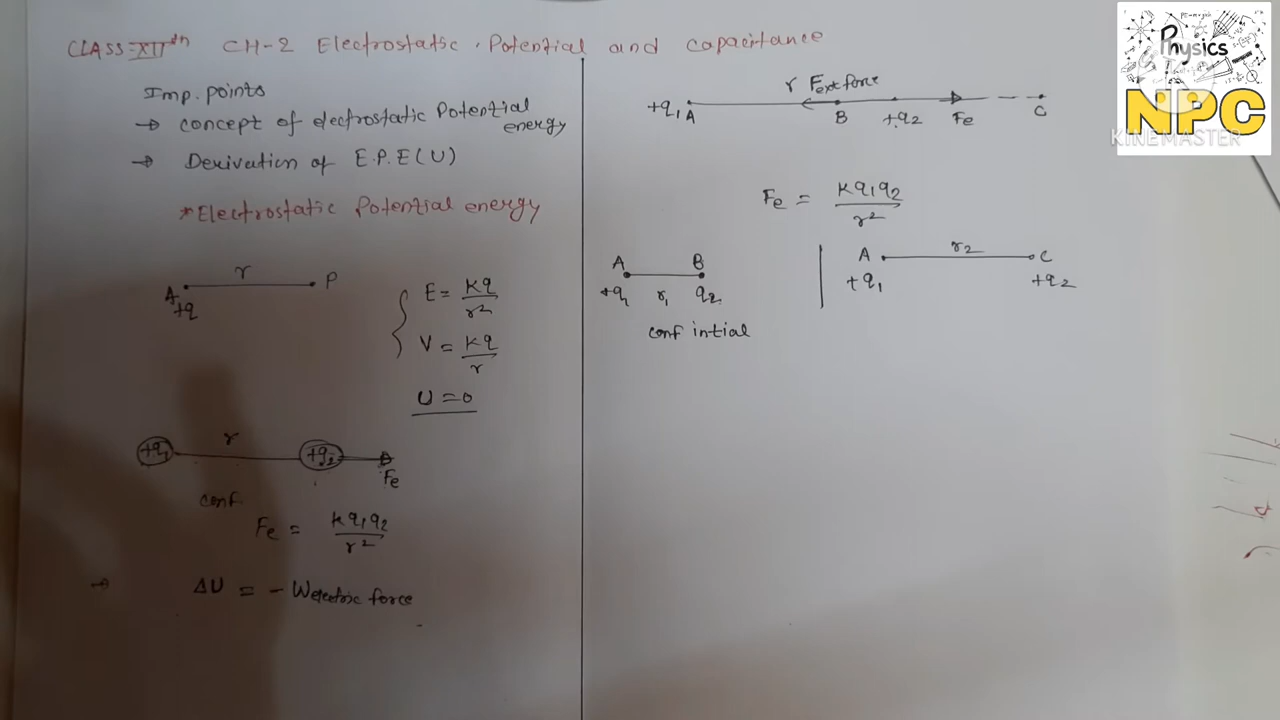 CLASS-XIIth CH-2 Electrostatic Potential and capacitance
Imp. points
→ concept of electrostatic Potential
energy
→ Derivation of E.P.E (U)
*Electrostatic Potential energy
r
A P
+q
E = Kq/r²
V = Kq/r
U = 0
r
+q1 +q2
Fe
conf.
Fe = Kq1q2/r²
→ ΔU = - Welectric force
r Fext force
+q1 A B +q2 Fe C
Fe = Kq1q2/r²
A B
+q1 r1 q2
conf intial
A r2 C
+q1 +q2
Physics
NPC
KINEMASTER